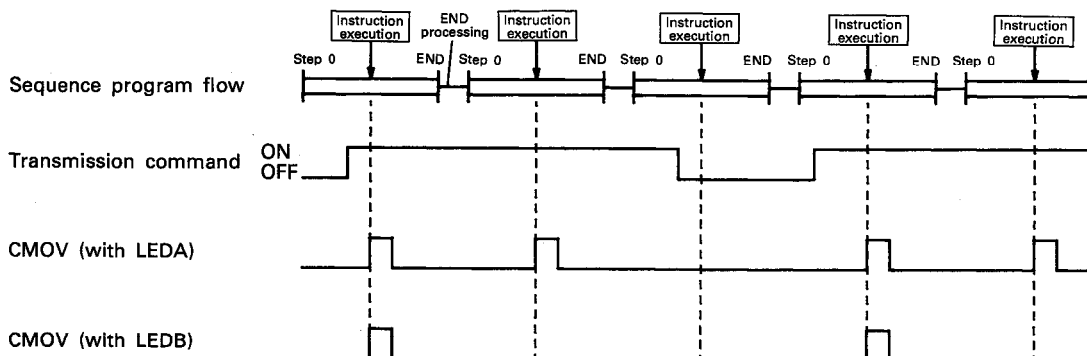 Instruction
execution
END
processing
Instruction
execution
Instruction
execution
Instruction
execution
Instruction
execution
Step 0 END Step 0 END Step 0 END Step 0 END Step 0
Sequence program flow
Transmission command ON
OFF
CMOV (with LEDA)
CMOV (with LEDB)